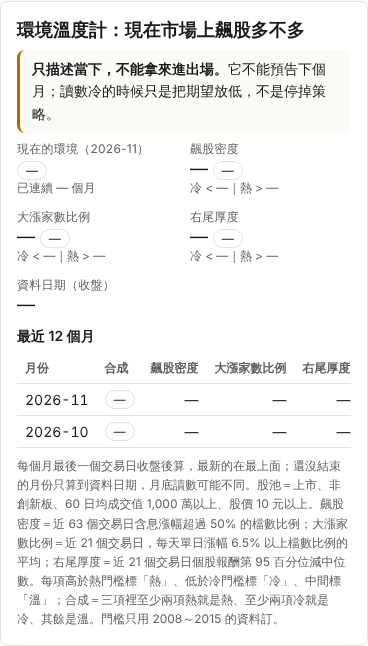 環境溫度計：現在市場上飆股多不多
只描述當下，不能拿來進出場。它不能預告下個
月；讀數冷的時候只是把期望放低，不是停掉策
略。
現在的環境（2026-11）
—
已連續 — 個月
飆股密度
— —
冷 < —｜熱 > —
大漲家數比例
— —
冷 < —｜熱 > —
右尾厚度
— —
冷 < —｜熱 > —
資料日期（收盤）
—
最近 12 個月
月份 合成 飆股密度 大漲家數比例 右尾厚度
2026-11 — — — —
2026-10 — — — —
每個月最後一個交易日收盤後算，最新的在最上面；還沒結束
的月份只算到資料日期，月底讀數可能不同。股池＝上市、非
創新板、60 日均成交值 1,000 萬以上、股價 10 元以上。飆股
密度＝近 63 個交易日含息漲幅超過 50% 的檔數比例；大漲家
數比例＝近 21 個交易日，每天單日漲幅 6.5% 以上檔數比例的
平均；右尾厚度＝近 21 個交易日個股報酬第 95 百分位減中位
數。每項高於熱門檻標「熱」、低於冷門檻標「冷」、中間標
「溫」；合成＝三項裡至少兩項熱就是熱、至少兩項冷就是
冷、其餘是溫。門檻只用 2008～2015 的資料訂。